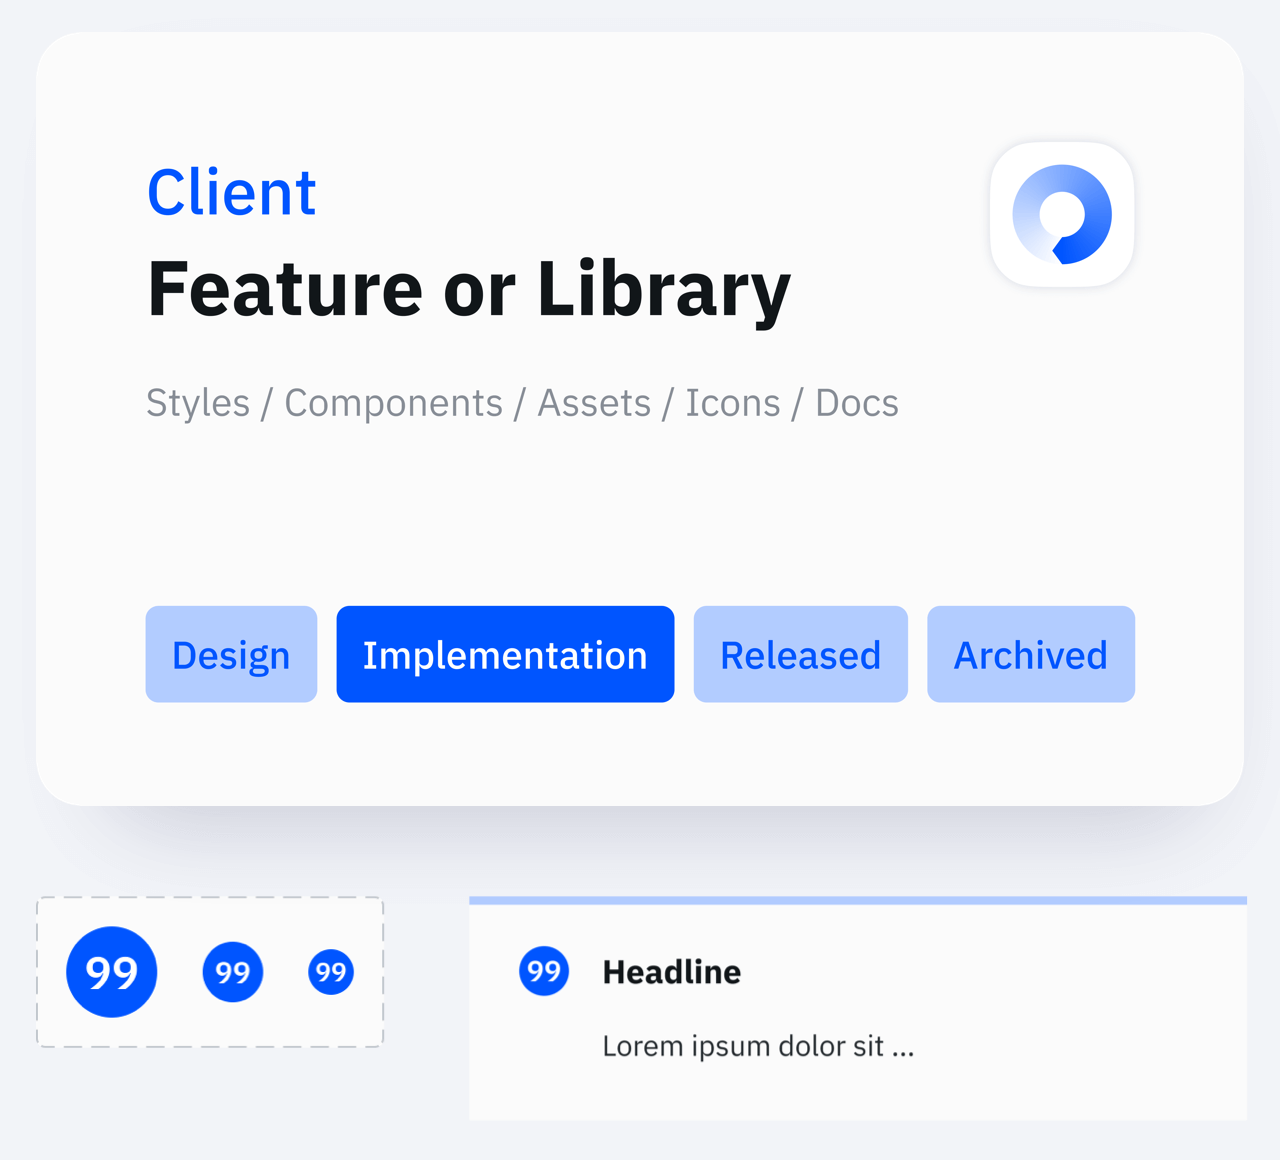 Client
Feature or Library
Styles / Components / Assets / Icons / Docs
Design Implementation Released Archived
99 99 99
99 Headline
Lorem ipsum dolor sit ...